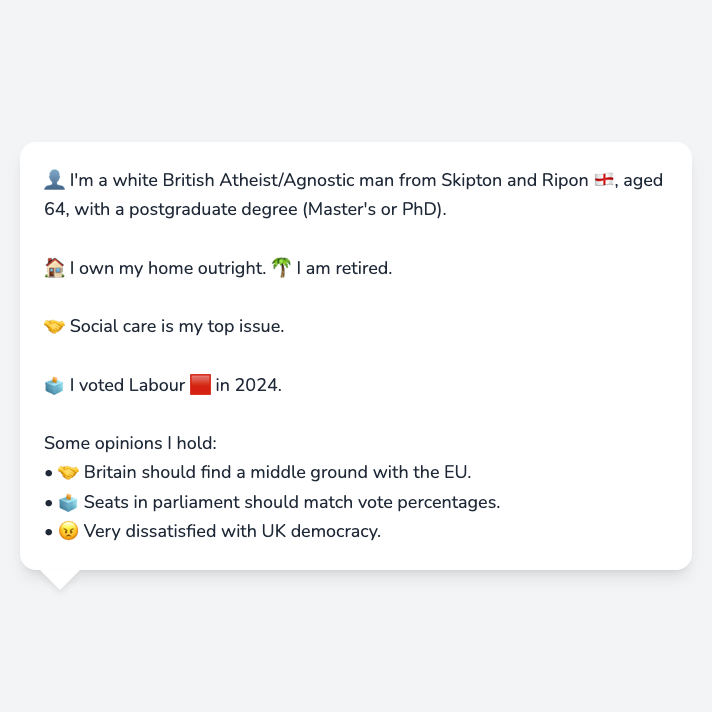 👤 I'm a white British Atheist/Agnostic man from Skipton and Ripon 🏴󠁧󠁢󠁥󠁮󠁧󠁿, aged
64, with a postgraduate degree (Master's or PhD).
🏠 I own my home outright. 🌴 I am retired.
🤝 Social care is my top issue.
🗳️ I voted Labour 🟥 in 2024.
Some opinions I hold:
• 🤝 Britain should find a middle ground with the EU.
• 🗳️ Seats in parliament should match vote percentages.
• 😠 Very dissatisfied with UK democracy.